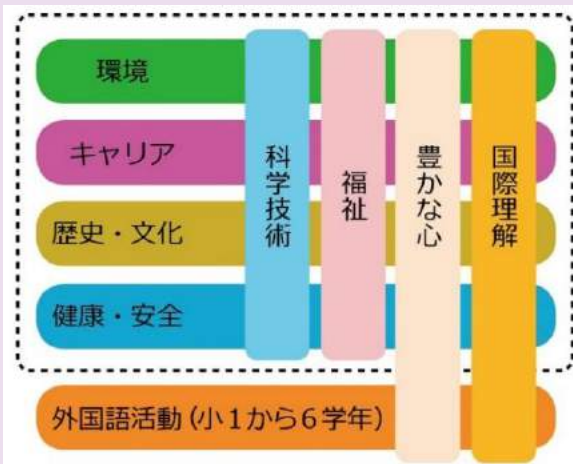 環境
キャリア
歴史・文化
健康・安全
外国語活動(小1から6学年)
科学技術
福祉
豊かな心
国際理解